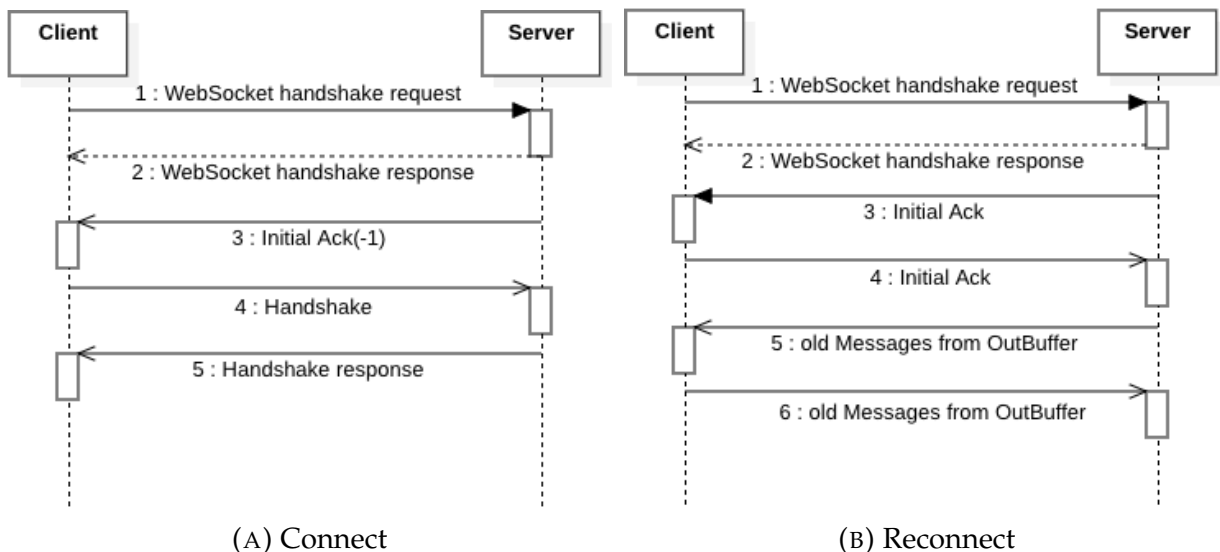 Client
Server
1 : WebSocket handshake request
2 : WebSocket handshake response
3 : Initial Ack(-1)
4 : Handshake
5 : Handshake response
(A) Connect
Client
Server
1 : WebSocket handshake request
2 : WebSocket handshake response
3 : Initial Ack
4 : Initial Ack
5 : old Messages from OutBuffer
6 : old Messages from OutBuffer
(B) Reconnect